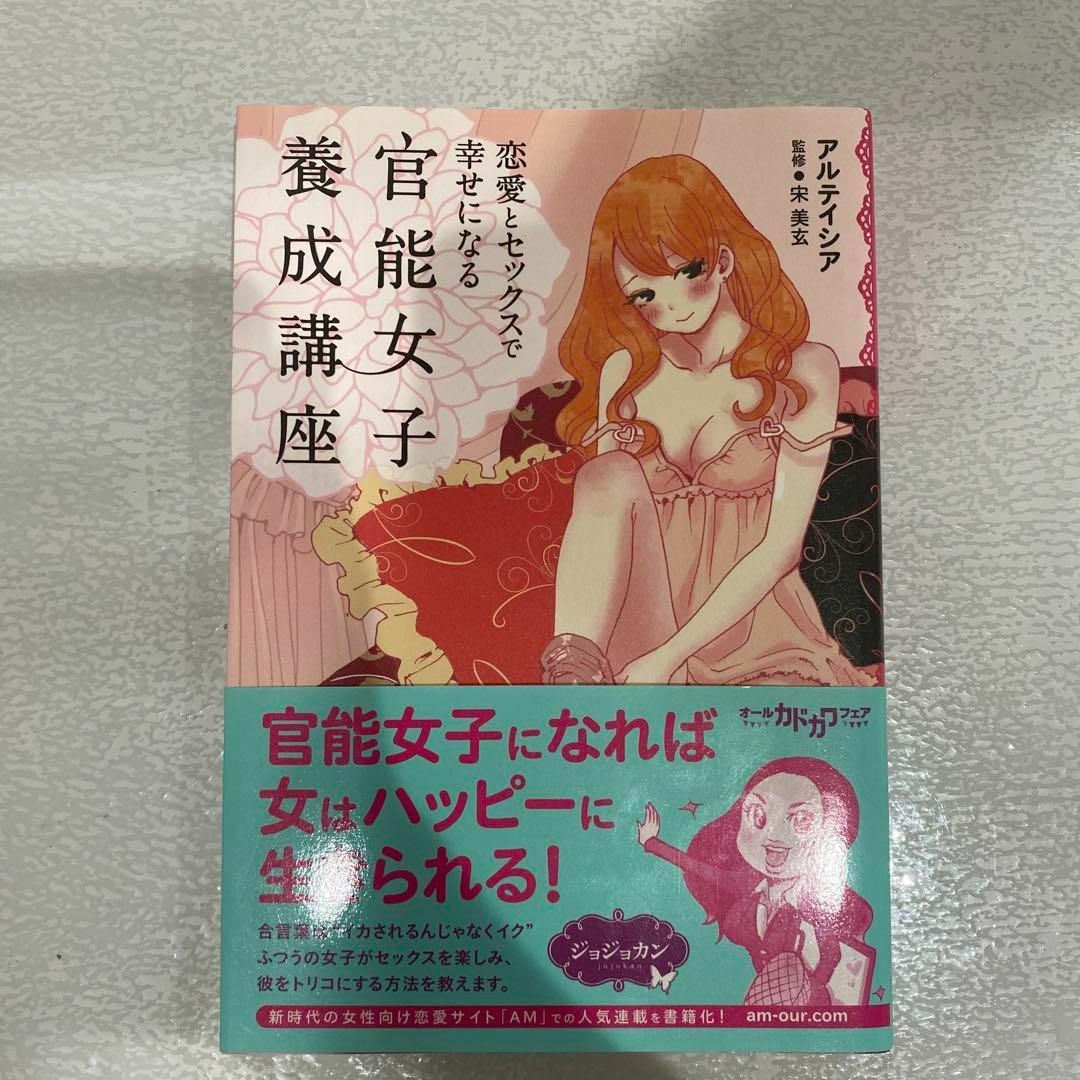 アルテイシア
監修●宋美玄
恋愛とセックスで
幸せになる
官能女子
養成講座
オールカドカワフェア
官能女子になれば
女はハッピーに
生きられる!
合言葉は“イカされるんじゃなくイク”
ふつうの女子がセックスを楽しみ、
彼をトリコにする方法を教えます。
ジョジョカン
jojokan
新時代の女性向け恋愛サイト「AM」での人気連載を書籍化! am-our.com